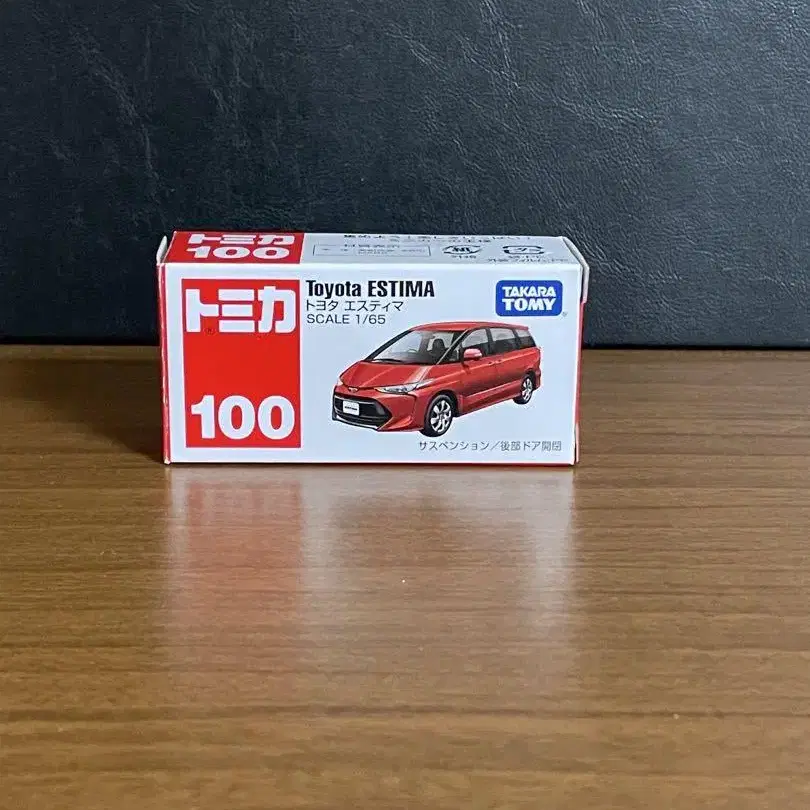 トミカ
100
Toyota ESTIMA
トヨタ エスティマ
SCALE 1/65
TAKARA
TOMY
トミカ
100
サスペンション／後部ドア開閉